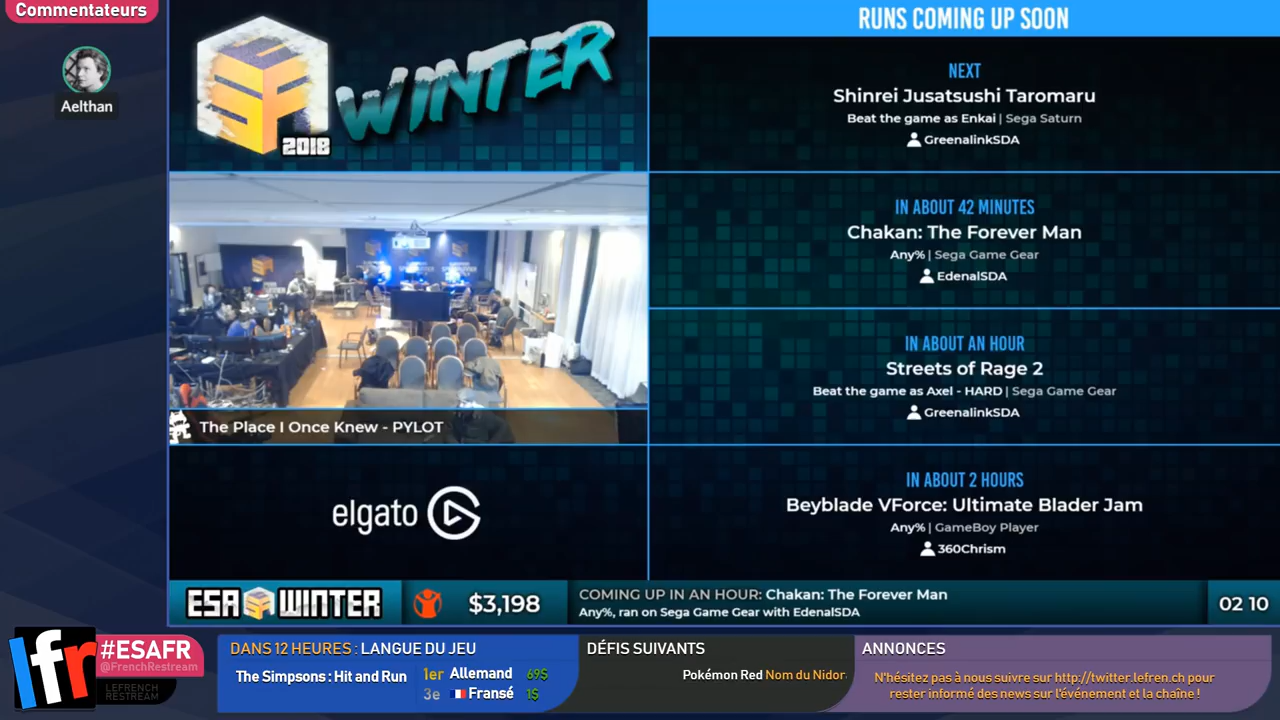 Commentateurs
Aelthan
WINTER
2018
RUNS COMING UP SOON
NEXT
Shinrei Jusatsushi Taromaru
Beat the game as Enkai | Sega Saturn
GreenalinkSDA
IN ABOUT 42 MINUTES
Chakan: The Forever Man
Any% | Sega Game Gear
EdenalSDA
IN ABOUT AN HOUR
Streets of Rage 2
Beat the game as Axel - HARD | Sega Game Gear
GreenalinkSDA
IN ABOUT 2 HOURS
Beyblade VForce: Ultimate Blader Jam
Any% | GameBoy Player
360Chrism
The Place I Once Knew - PYLOT
elgato
ESA WINTER
$3,198
COMING UP IN AN HOUR: Chakan: The Forever Man
Any%, ran on Sega Game Gear with EdenalSDA
02 10
lfr
#ESAFR
@FrenchRestream
LEFRENCH
RESTREAM
DANS 12 HEURES : LANGUE DU JEU
The Simpsons : Hit and Run
1er Allemand 69$
3e Fransé 1$
DÉFIS SUIVANTS
Pokémon Red Nom du Nidor
ANNONCES
N'hésitez pas à nous suivre sur http://twitter.lefren.ch pour
rester informé des news sur l'événement et la chaîne !